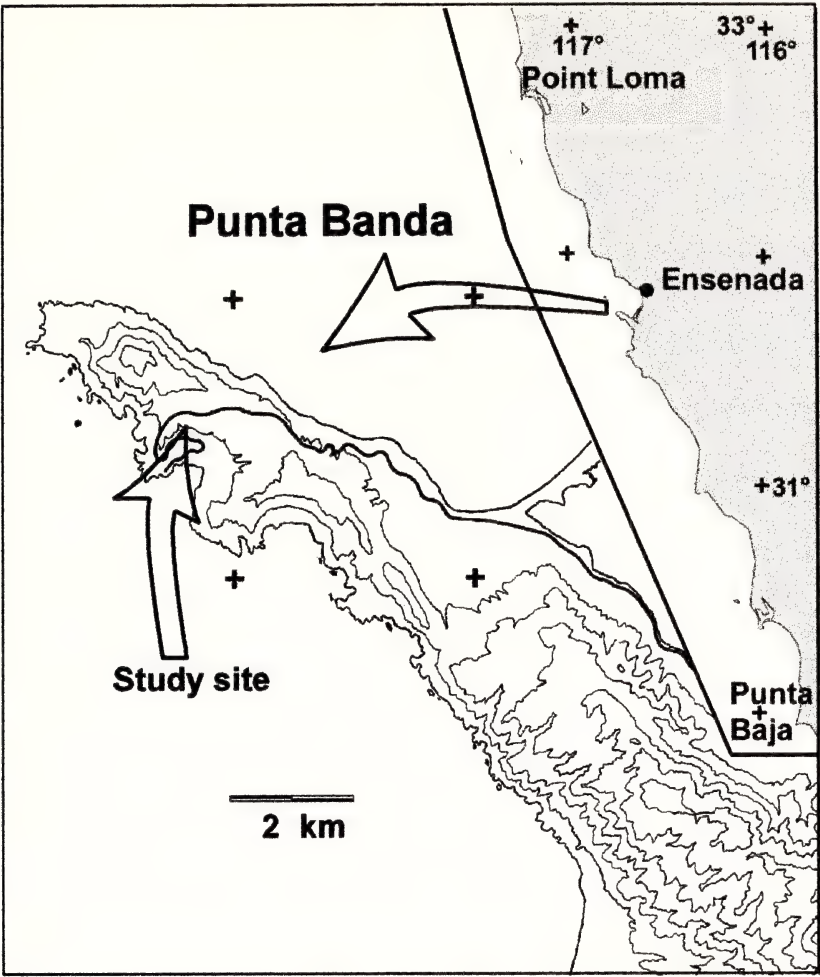 33°
117°
116°
Point Loma
Punta Banda
Ensenada
31°
Study site
Punta
Baja
2 km